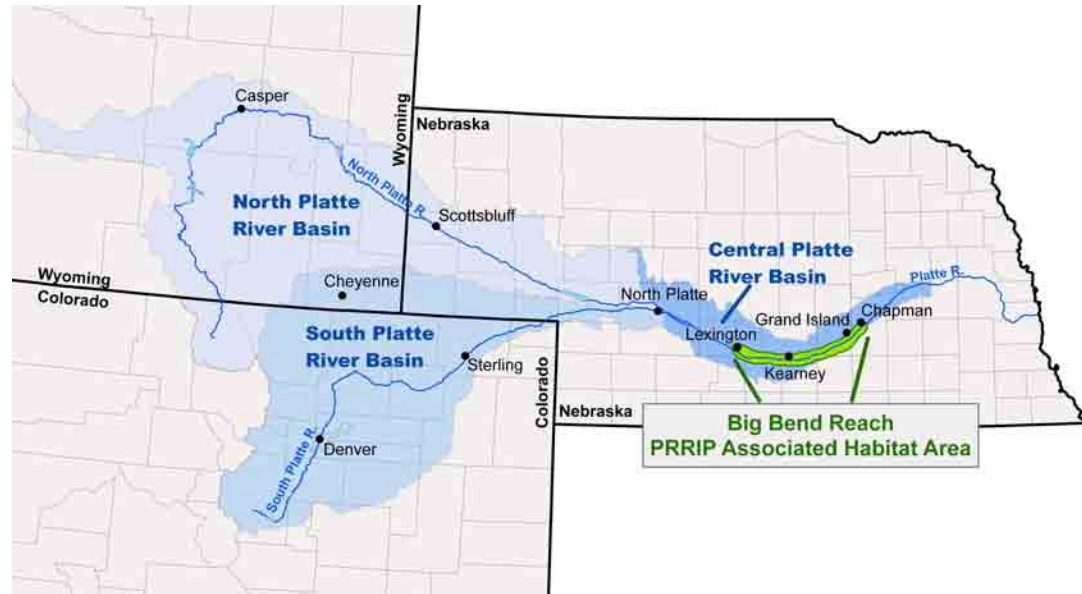 Casper
Wyoming
Nebraska
North Platte R.
North Platte
River Basin
Scottsbluff
Central Platte
River Basin
Platte R.
Wyoming
Colorado
Cheyenne
North Platte
Grand Island
Chapman
South Platte
River Basin
Lexington
Sterling
Kearney
Colorado
Nebraska
Big Bend Reach
PRRIP Associated Habitat Area
Denver
South Platte R.